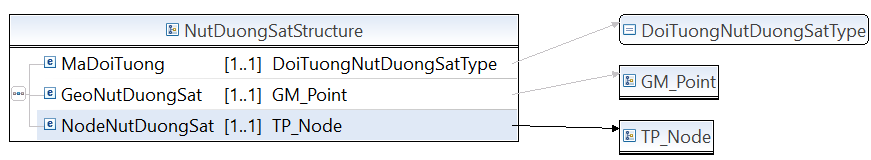 NutDuongSatStructure
MaDoiTuong [1..1] DoiTuongNutDuongSatType
GeoNutDuongSat [1..1] GM_Point
NodeNutDuongSat [1..1] TP_Node
DoiTuongNutDuongSatType
GM_Point
TP_Node